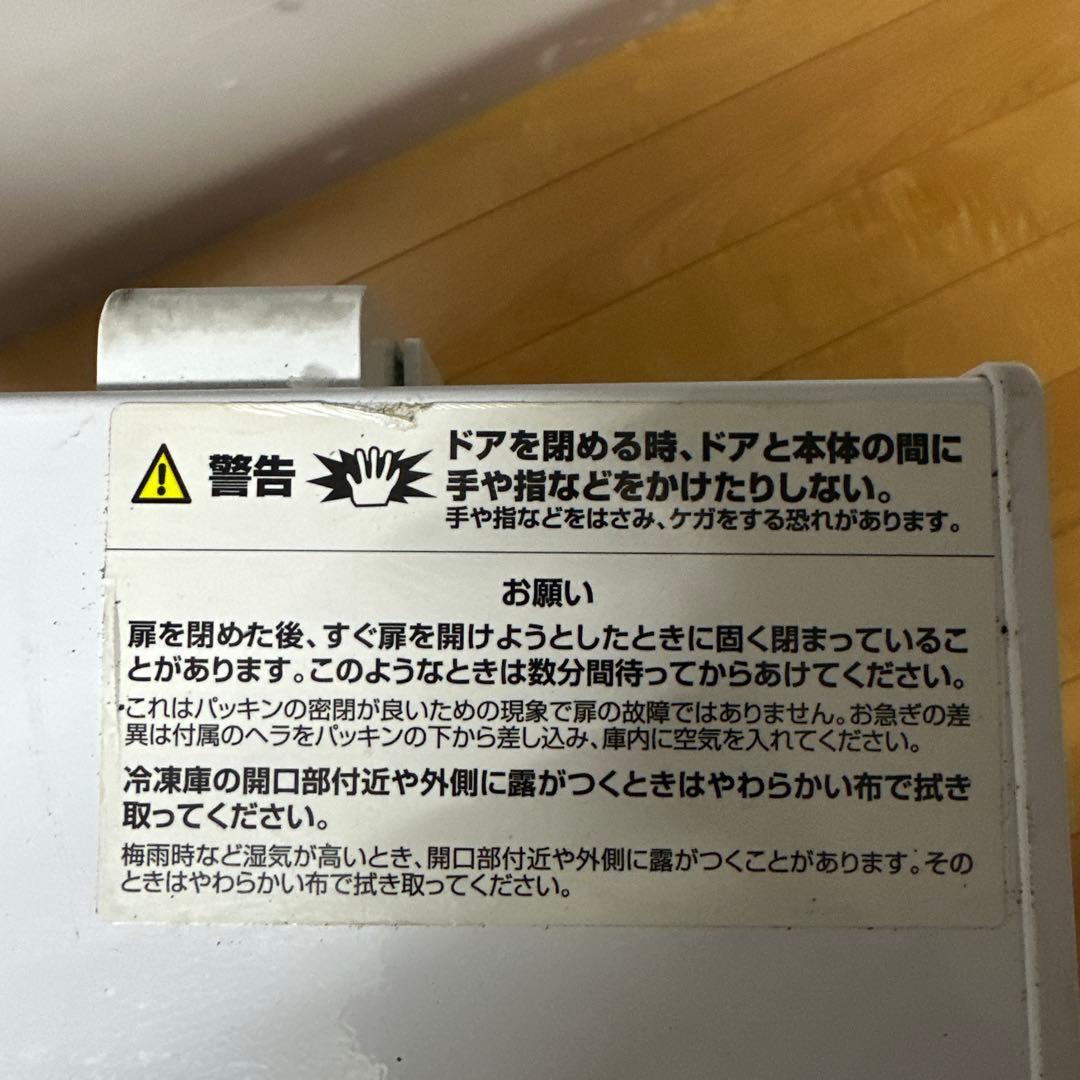 警告
ドアを閉める時、ドアと本体の間に
手や指などをかけたりしない。
手や指などをはさみ、ケガをする恐れがあります。
お願い
扉を閉めた後、すぐ扉を開けようとしたときに固く閉まっているこ
とがあります。このようなときは数分間待ってからあけてください。
これはパッキンの密閉が良いための現象で扉の故障ではありません。お急ぎの差
異は付属のヘラをパッキンの下から差し込み、庫内に空気を入れてください。
冷凍庫の開口部付近や外側に露がつくときはやわらかい布で拭き
取ってください。
梅雨時など湿気が高いとき、開口部付近や外側に露がつくことがあります。その
ときはやわらかい布で拭き取ってください。